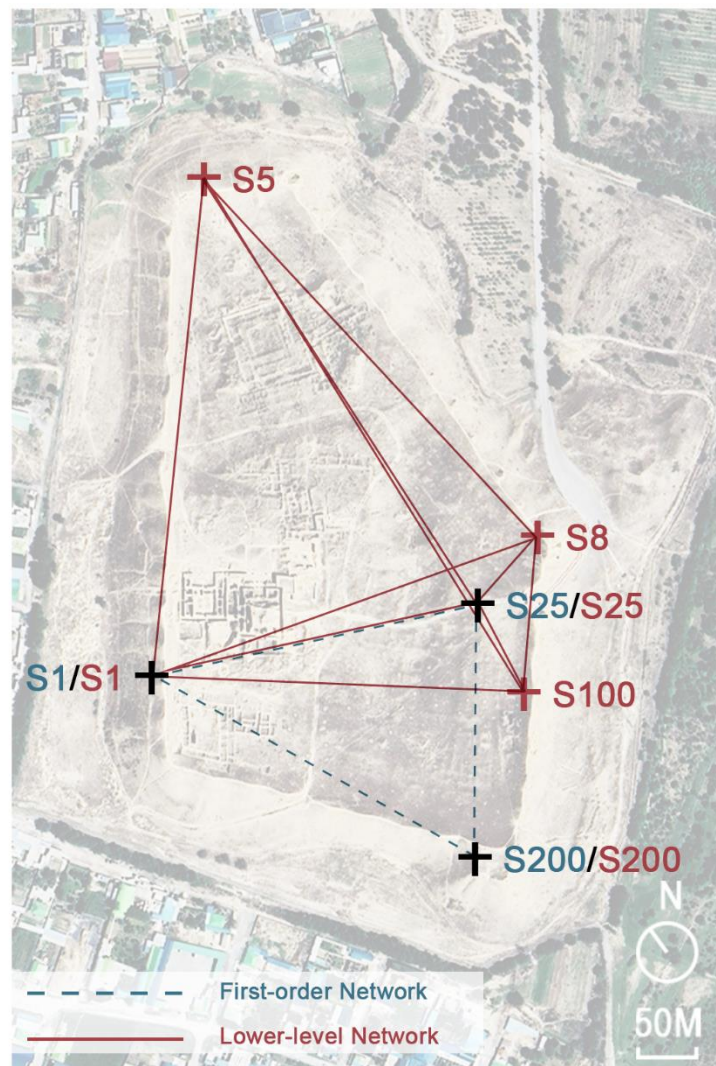 S5
S8
S25/S25
S1/S1
S100
S200/S200
N
First-order Network
Lower-level Network
50M